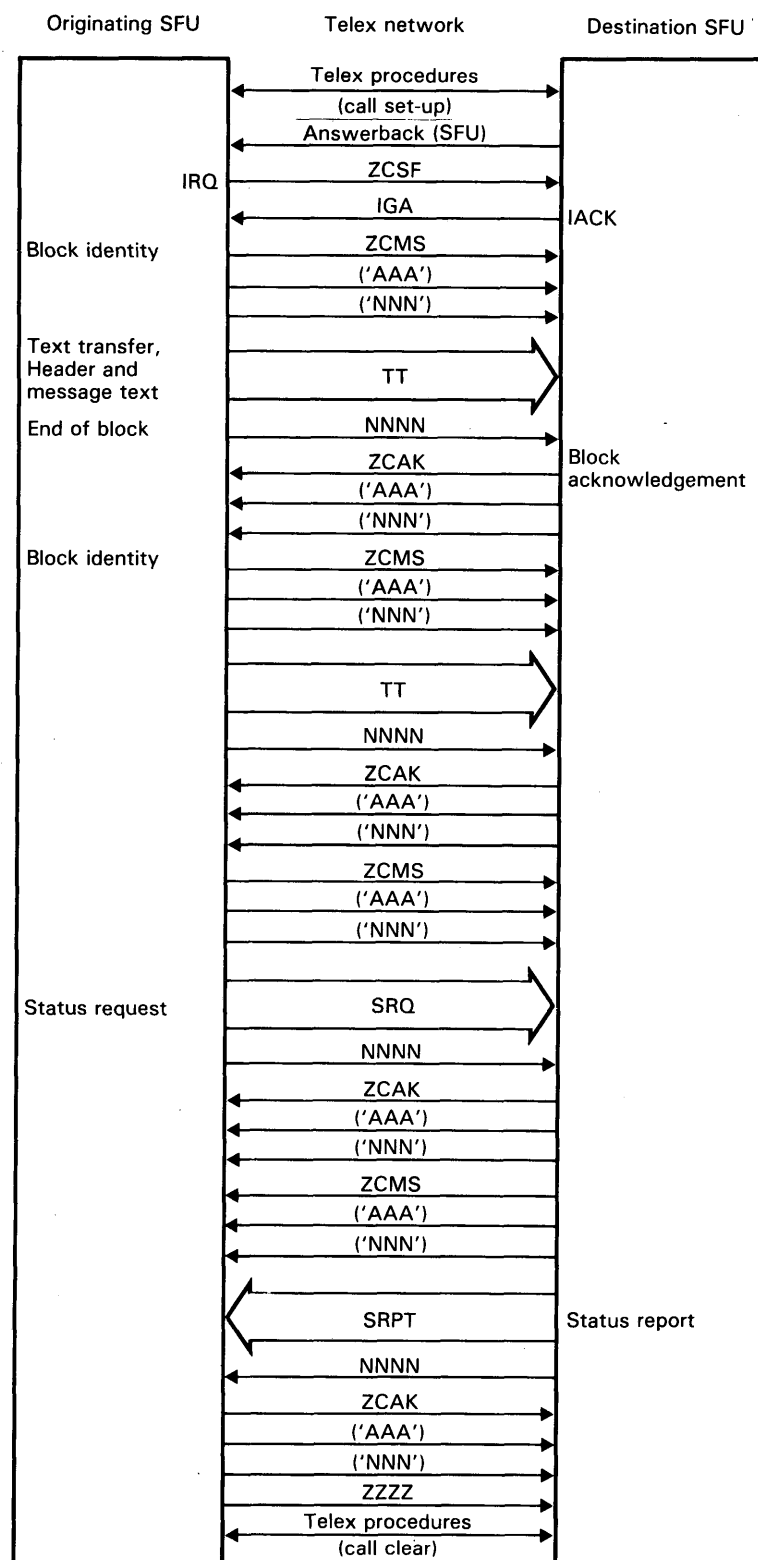 Originating SFU Telex network Destination SFU
Telex procedures
(call set-up)
Answerback (SFU)
IRQ ZCSF
IGA IACK
Block identity ZCMS
('AAA')
('NNN')
Text transfer,
Header and
message text
TT
End of block NNNN
ZCAK Block
acknowledgement
('AAA')
('NNN')
Block identity ZCMS
('AAA')
('NNN')
TT
NNNN
ZCAK
('AAA')
('NNN')
ZCMS
('AAA')
('NNN')
Status request SRQ
NNNN
ZCAK
('AAA')
('NNN')
ZCMS
('AAA')
('NNN')
SRPT Status report
NNNN
ZCAK
('AAA')
('NNN')
ZZZZ
Telex procedures
(call clear)